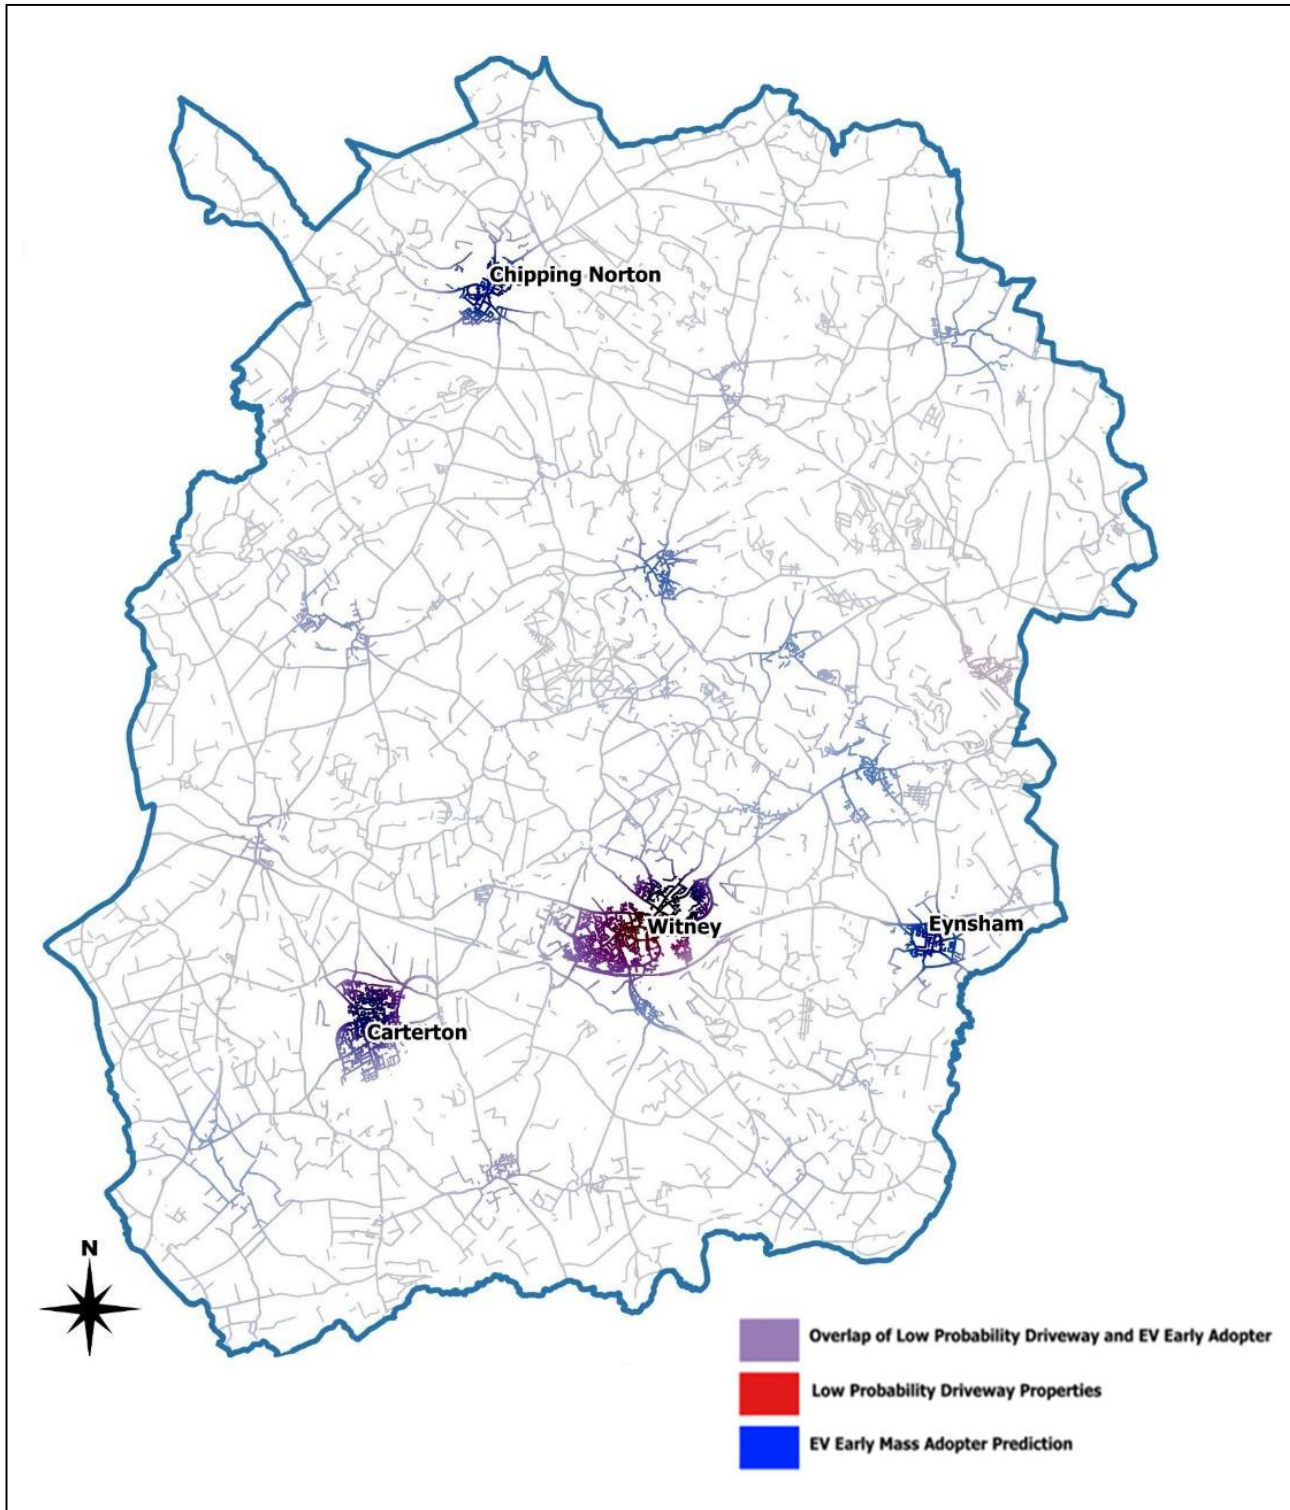 Chipping Norton
Witney
Eynsham
Carterton
N
Overlap of Low Probability Driveway and EV Early Adopter
Low Probability Driveway Properties
EV Early Mass Adopter Prediction